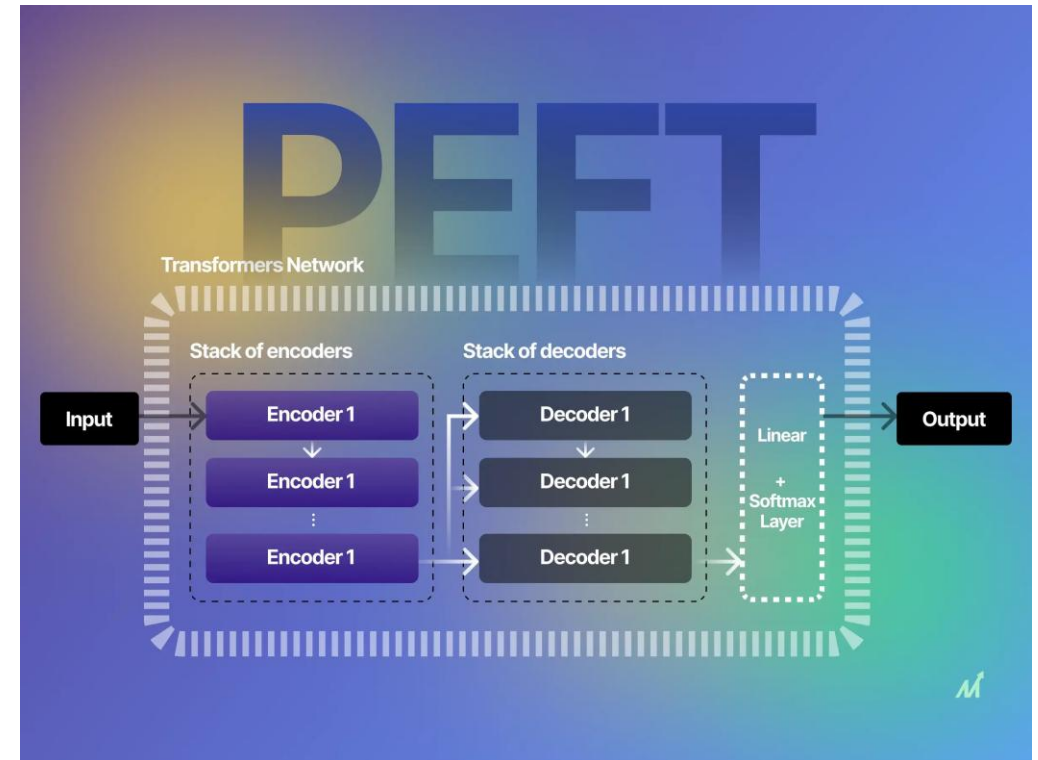 PEFT
Transformers Network
Stack of encoders
Stack of decoders
Input
Encoder 1
Encoder 1
⋮
Encoder 1
Decoder 1
Decoder 1
⋮
Decoder 1
Linear
+
Softmax
Layer
Output